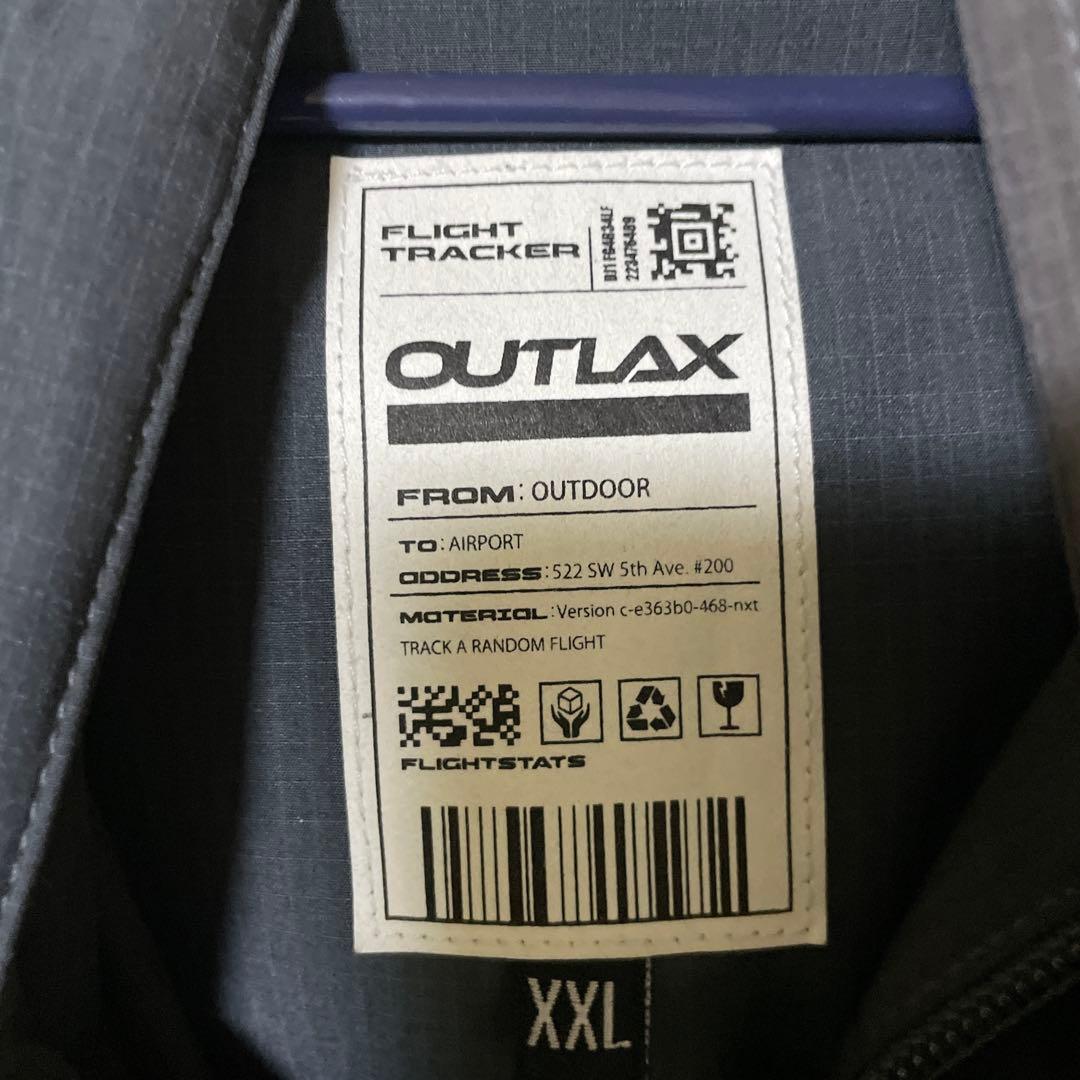 FLIGHT
TRACKER
223476489
OUTLAX
FROM: OUTDOOR
TO: AIRPORT
ADDRESS: 522 SW 5th Ave. #200
MATERIAL: Version c-e363b0-468-nxt
TRACK A RANDOM FLIGHT
FLIGHTSTATS
XXL